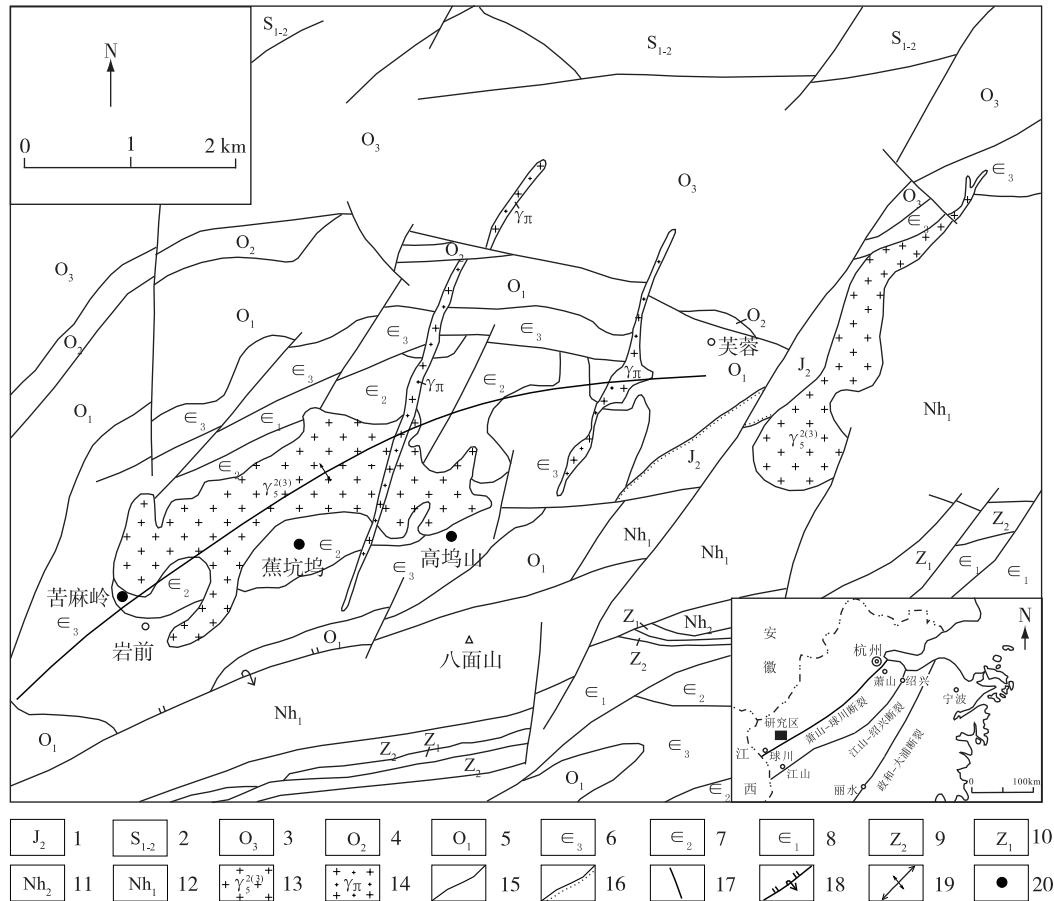 S₁₋₂
S₁₋₂
S₁₋₂
N
0 1 2 km
O₃
O₃
O₃
∈₃
O₃
∈₃
γπ
O₂
O₂
O₃
O₁
O₁
O₂
O₂
∈₃
∈₃
芙蓉
∈₃
J₂
O₁
γπ
γπ
∈₂
∈₂
O₁
∈₃
∈₁
Nh₁
γ₅²⁽³⁾
∈₂
J₂
∈₃
γ₅²⁽³⁾
Z₂
Nh₁
Nh₁
∈₂
蕉坑坞
高坞山
O₁
Z₁
∈₁
∈₁
∈₃
∈₂
苦麻岭
∈₃
岩前
O₁
八面山
Z₁
Nh₂
Z₂
∈₁
∈₂
Nh₁
O₁
Z₂
Z₁
Z₂
∈₃
O₁
∈₂
安
徽
N
杭州
萧山
绍兴
宁波
研究区
萧山-球川断裂
江山-绍兴断裂
政和-大浦断裂
江
西
球川
江山
丽水
0 100km
J₂ 1 S₁₋₂ 2 O₃ 3 O₂ 4 O₁ 5 ∈₃ 6 ∈₂ 7 ∈₁ 8 Z₂ 9 Z₁ 10
Nh₂ 11 Nh₁ 12 γ₅²⁽³⁾ 13 γπ 14 15 16 17 18 19 20